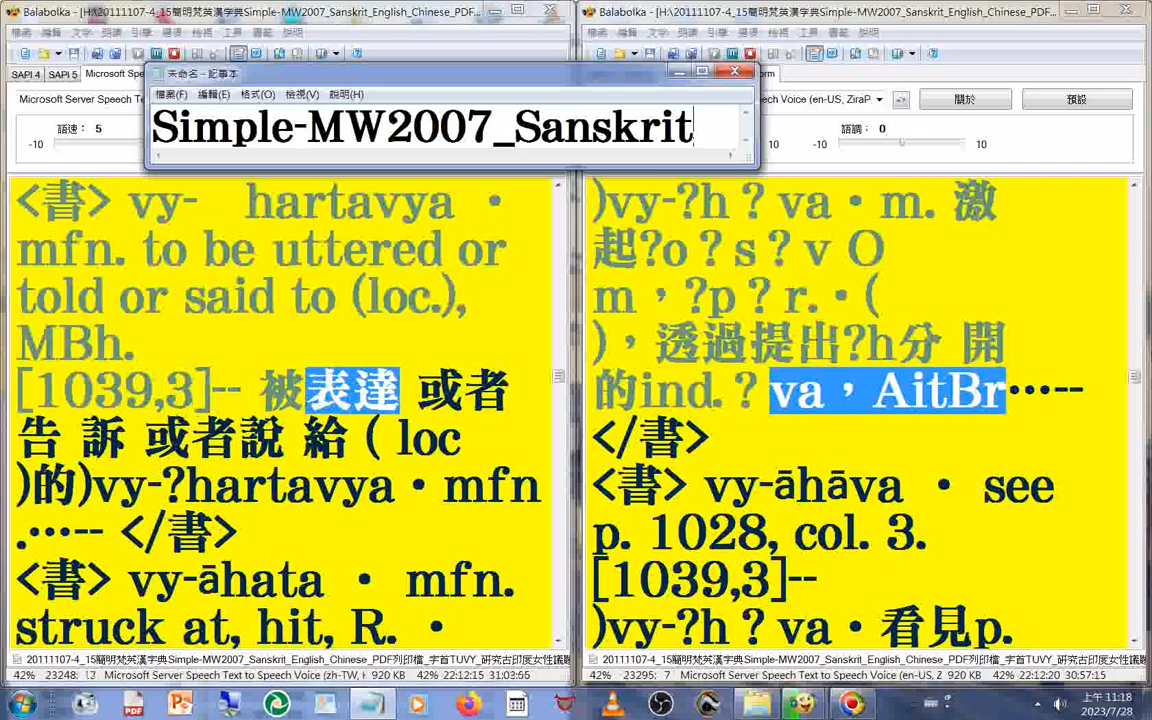 Balabolka - [H:\20111107-4_15簡明梵英漢字典Simple-MW2007_Sanskrit_English_Chinese_PDF...
Balabolka - [H:\20111107-4_15簡明梵英漢字典Simple-MW2007_Sanskrit_English_Chinese_PDF...
SAPI 4 SAPI 5 Microsoft Spee
未命名 - 記事本
檔案(F) 編輯(E) 格式(O) 檢視(V) 說明(H)
Simple-MW2007_Sanskrit
Microsoft Server Speech Te
ech Voice (en-US, ZiraP
關於
預設
語速： 5
-10
語調： 0
10 -10 10
<書> vy- hartavya •
mfn. to be uttered or
told or said to (loc.),
MBh.
[1039,3]-- 被表達 或者
告 訴 或者說 給 ( loc
)的)vy-?hartavya • mfn
.…-- </書>
<書> vy-āhata • mfn.
struck at, hit, R. •
)vy-?h ? va • m. 激
起?o ? s ? v O
m，?p ? r. • (
)，透過提出?h分 開
的ind. ? va，AitBr…--
</書>
<書> vy-āhāva • see
p. 1028, col. 3.
[1039,3]--
)vy-?h ? va • 看見p.
20111107-4_15簡明梵英漢字典Simple-MW2007_Sanskrit_English_Chinese_PDF列印檔_字首TUVY_研究古印度女性議題
20111107-4_15簡明梵英漢字典Simple-MW2007_Sanskrit_English_Chinese_PDF列印檔_字首TUVY_研究古印度女性議題
42% 23248: Microsoft Server Speech Text to Speech Voice (zh-TW, 920 KB 22:12:15 31:03:55
42% 23295: 7 Microsoft Server Speech Text to Speech Voice (en-US, Z 920 KB 22:12:20 30:57:15
上午 11:18
2023/7/28